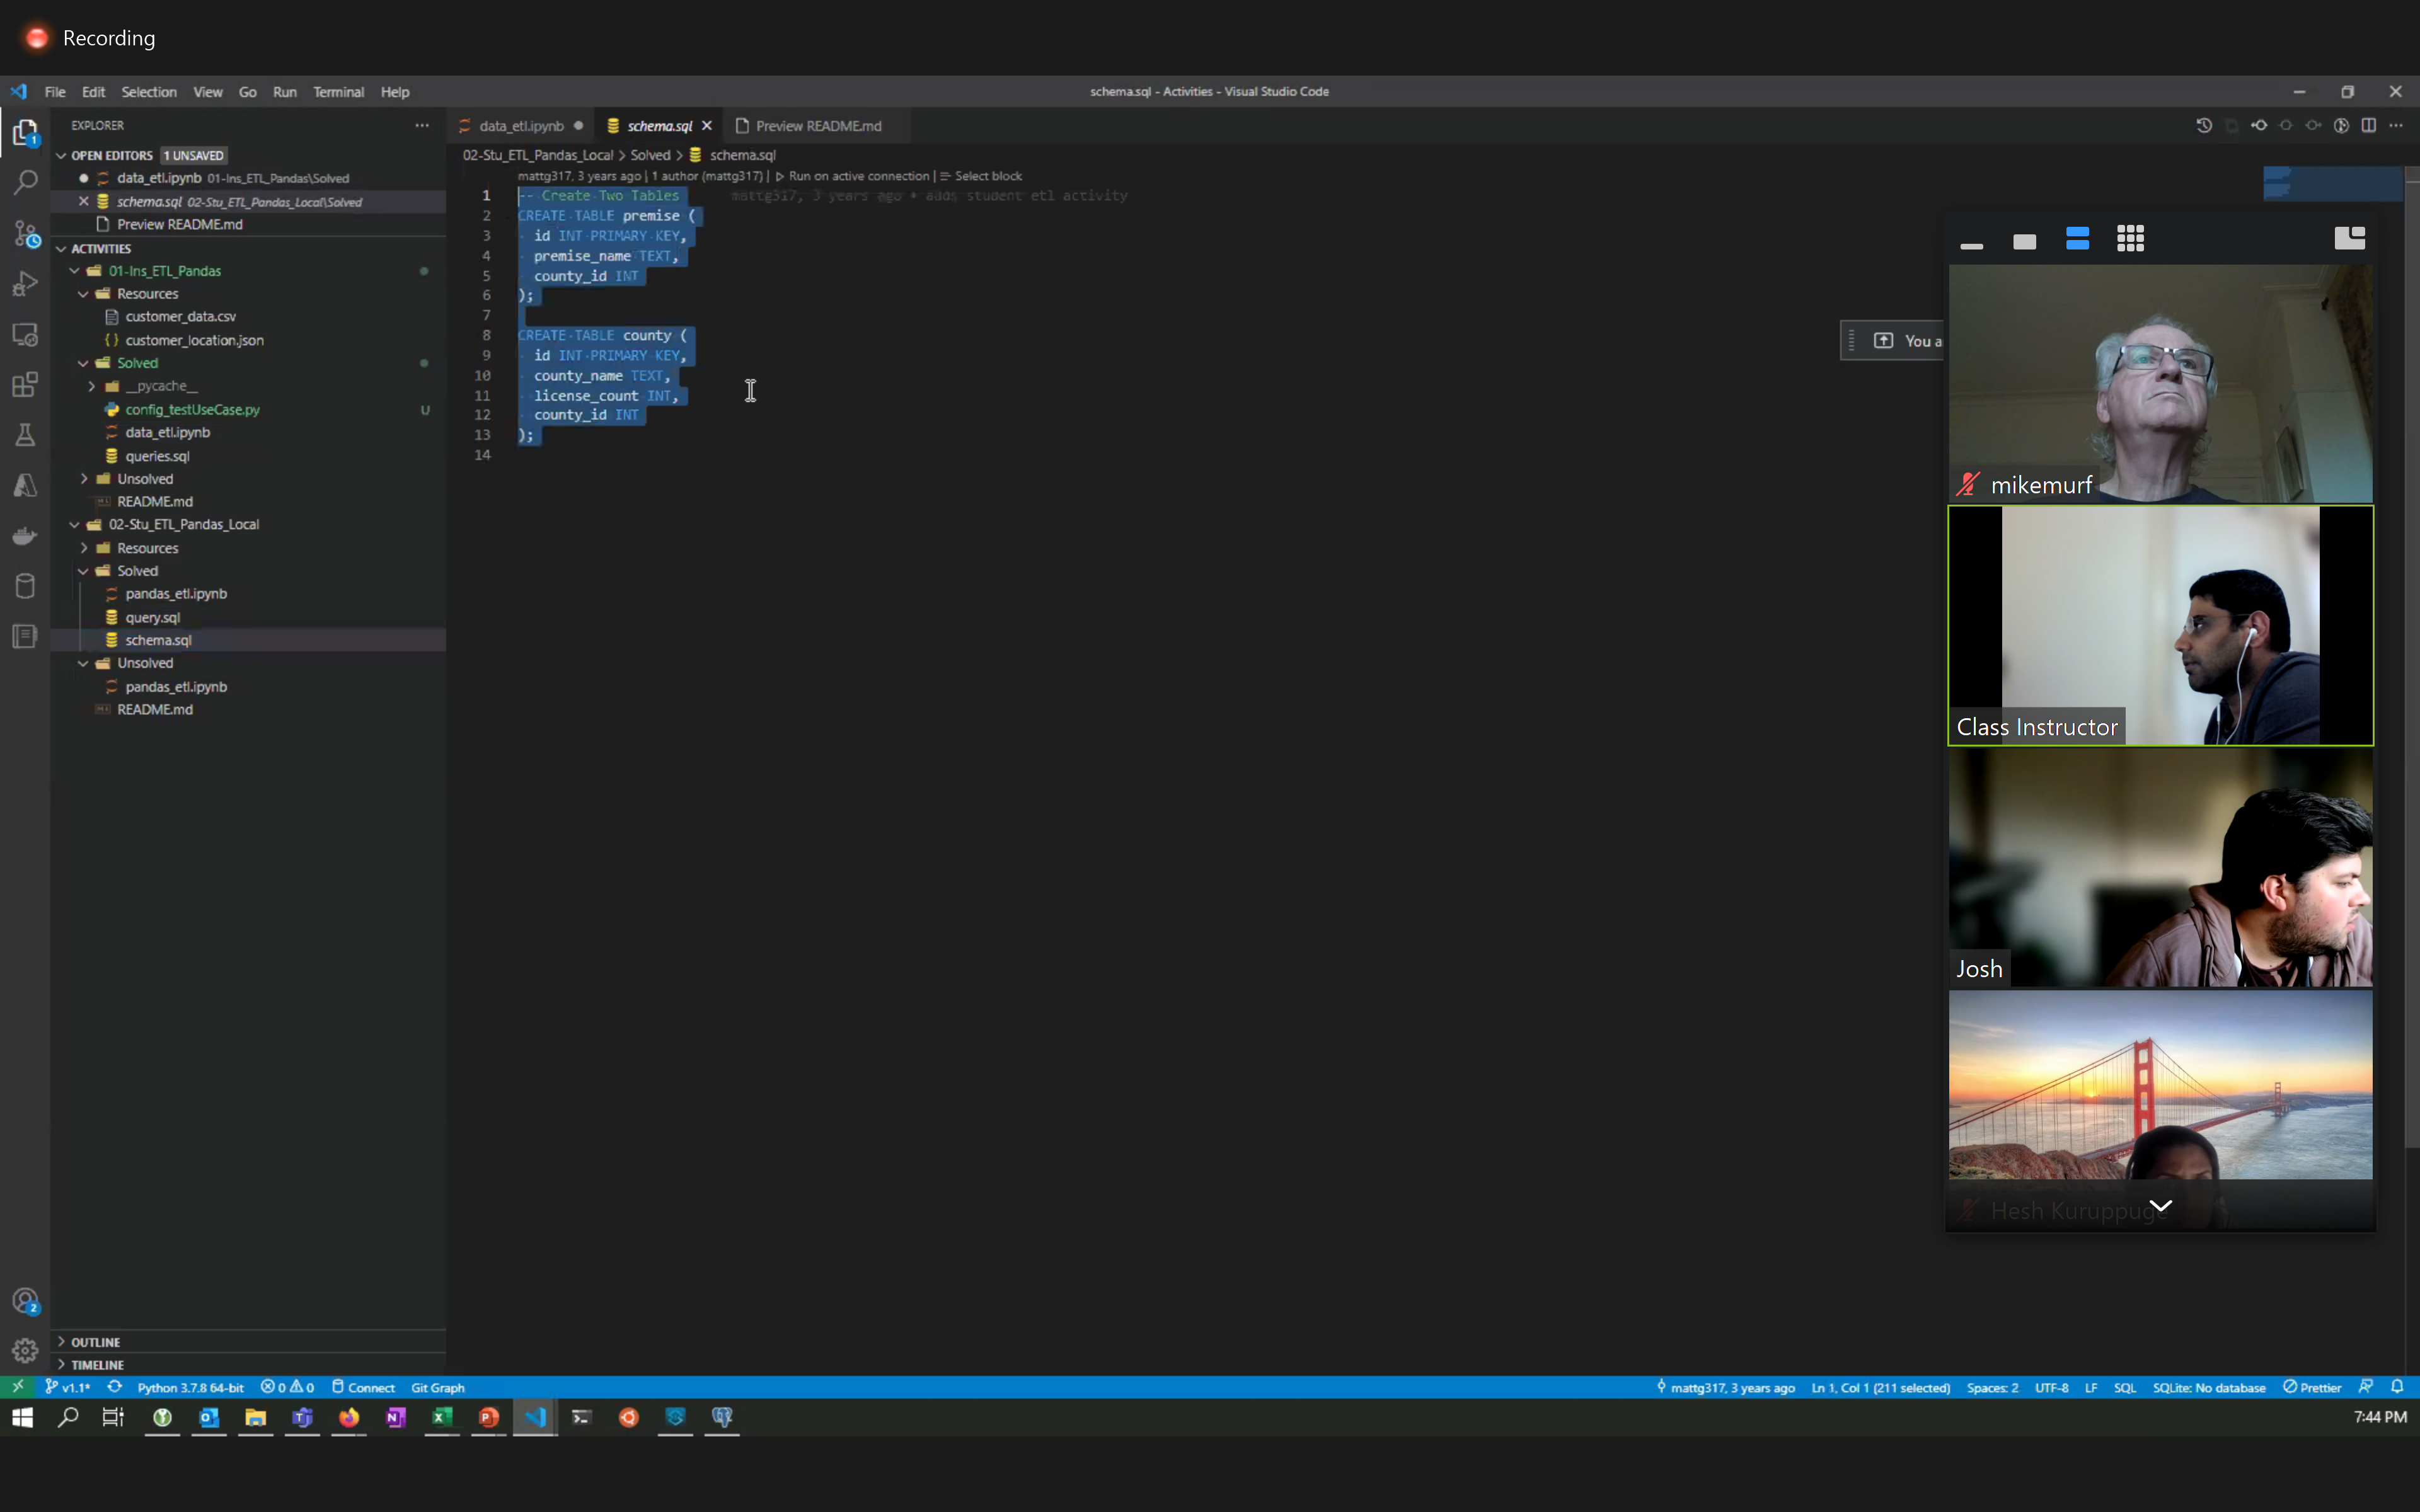 Recording
File Edit Selection View Go Run Terminal Help
schema.sql - Activities - Visual Studio Code
EXPLORER
data_etl.ipynb
schema.sql
Preview README.md
OPEN EDITORS 1 UNSAVED
data_etl.ipynb 01-Ins_ETL_Pandas\Solved
schema.sql 02-Stu_ETL_Pandas_Local\Solved
Preview README.md
ACTIVITIES
01-Ins_ETL_Pandas
Resources
customer_data.csv
customer_location.json
Solved
__pycache__
config_testUseCase.py U
data_etl.ipynb
queries.sql
Unsolved
README.md
02-Stu_ETL_Pandas_Local
Resources
Solved
pandas_etl.ipynb
query.sql
schema.sql
Unsolved
pandas_etl.ipynb
README.md
OUTLINE
TIMELINE
02-Stu_ETL_Pandas_Local > Solved > schema.sql
mattg317, 3 years ago | 1 author (mattg317) | Run on active connection | Select block
1 -- Create Two Tables mattg317, 3 years ago • adds student etl activity
2 CREATE TABLE premise (
3 id INT PRIMARY KEY,
4 premise_name TEXT,
5 county_id INT
6 );
7
8 CREATE TABLE county (
9 id INT PRIMARY KEY,
10 county_name TEXT,
11 license_count INT,
12 county_id INT
13 );
14
You a
mikemurf
Class Instructor
Josh
Hesh Kuruppuge
1
2
v1.1* Python 3.7.8 64-bit 0 0 Connect Git Graph
mattg317, 3 years ago Ln 1, Col 1 (211 selected) Spaces: 2 UTF-8 LF SQL SQLite: No database Prettier
7:44 PM